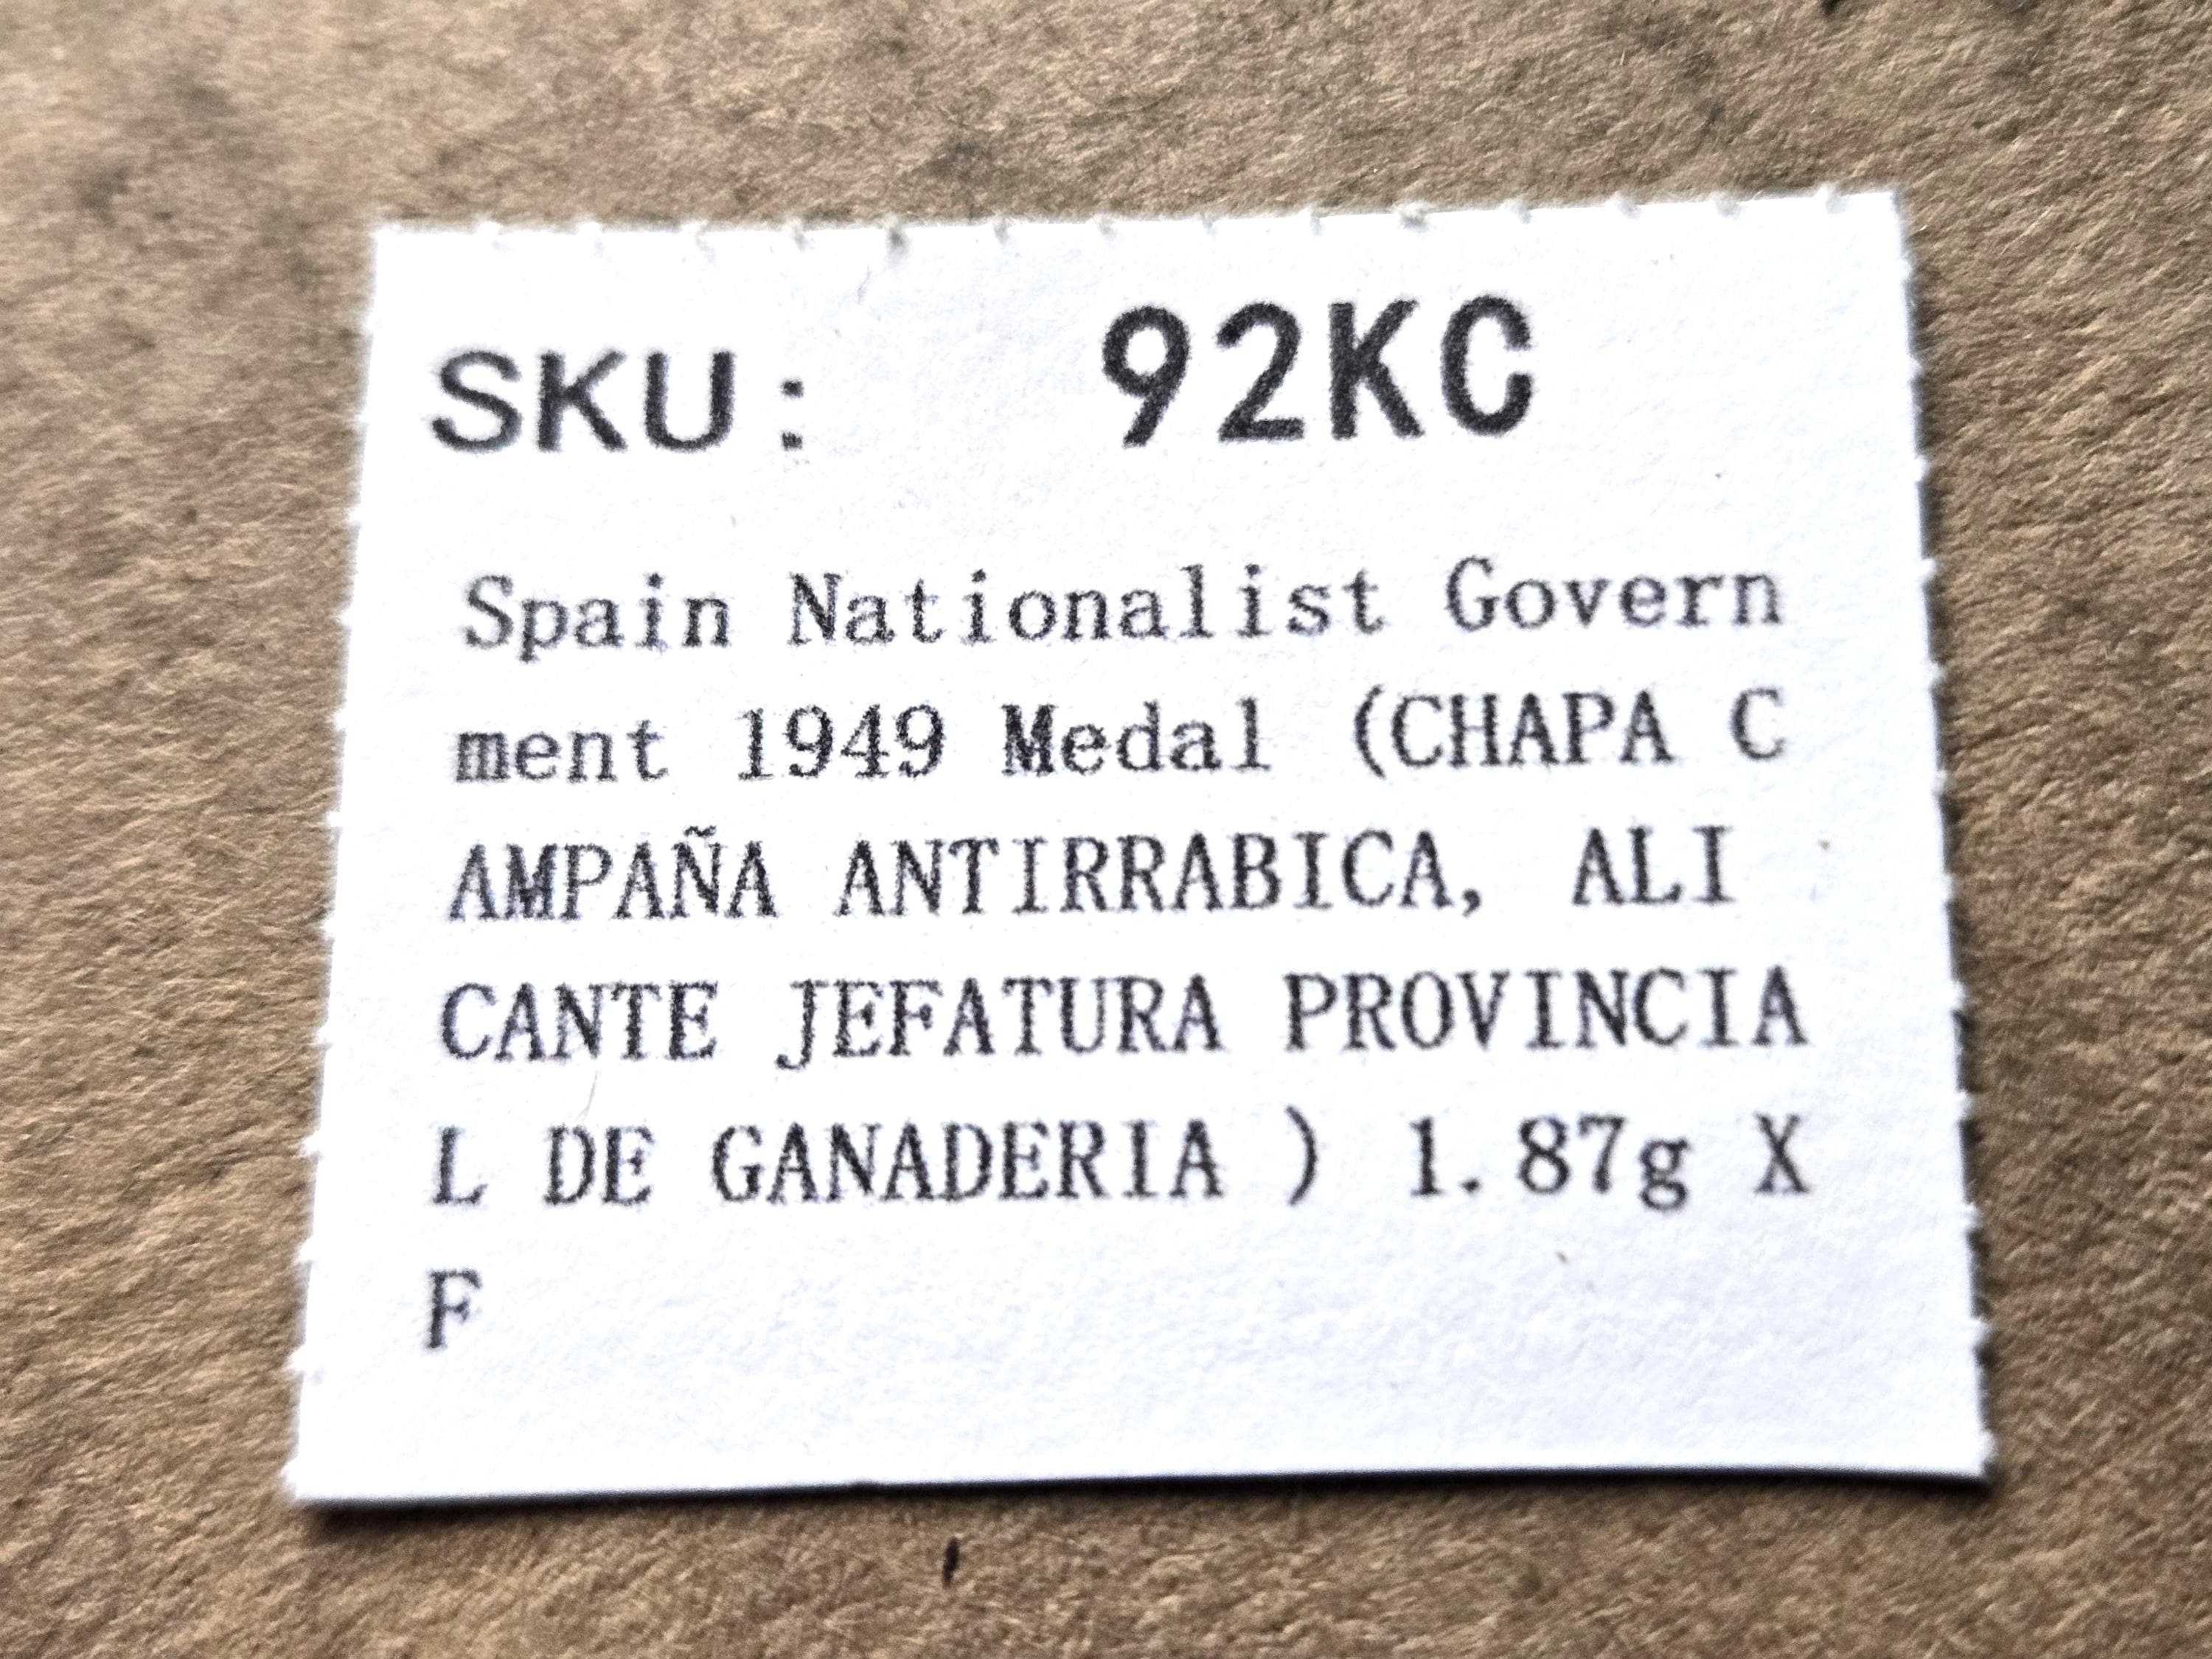 SKU: 92KC
Spain Nationalist Govern
ment 1949 Medal (CHAPA C
AMPAÑA ANTIRRABICA, ALI
CANTE JEFATURA PROVINCIA
L DE GANADERIA ) 1.87g X
F